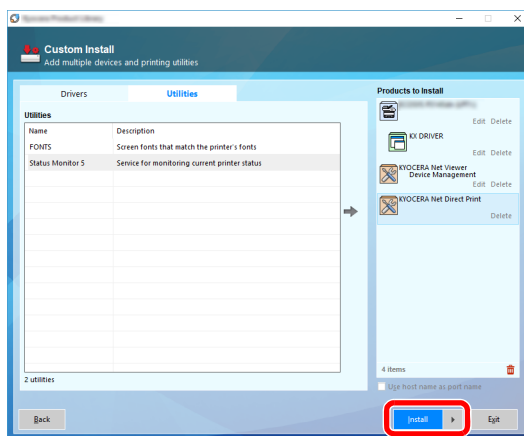 Custom Install
Add multiple devices and printing utilities
Drivers
Utilities
Utilities
Name Description
FONTS Screen fonts that match the printer's fonts
Status Monitor 5 Service for monitoring current printer status
2 utilities
Products to Install
Edit Delete
KX DRIVER
Edit Delete
KYOCERA Net Viewer
Device Management
Edit Delete
KYOCERA Net Direct Print
Delete
4 items
Use host name as port name
Back
Install
Exit